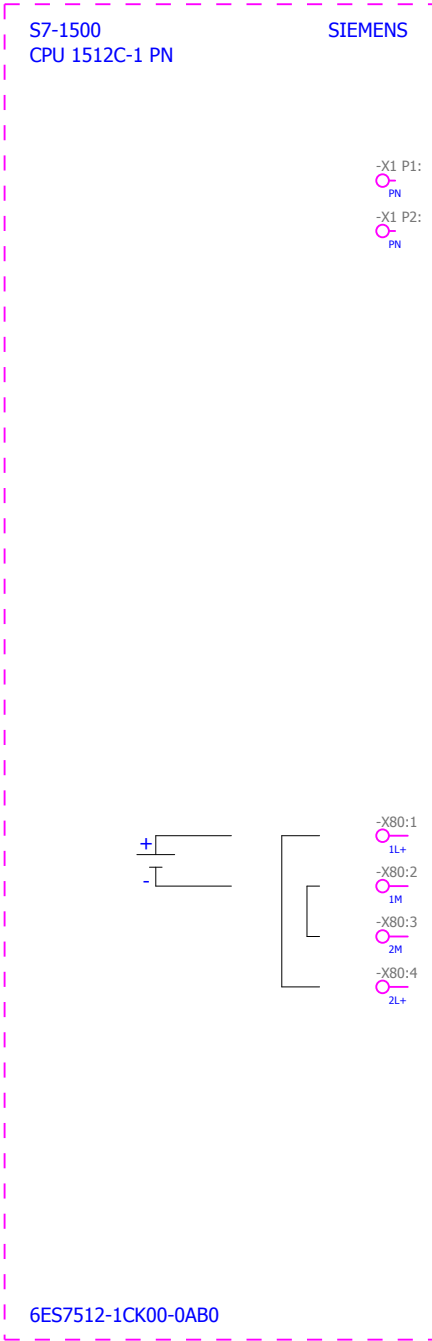 S7-1500 SIEMENS
CPU 1512C-1 PN
-X1 P1:
PN
-X1 P2:
PN
-X80:1
+
1L+
-X80:2
-
1M
-X80:3
2M
-X80:4
2L+
6ES7512-1CK00-0AB0